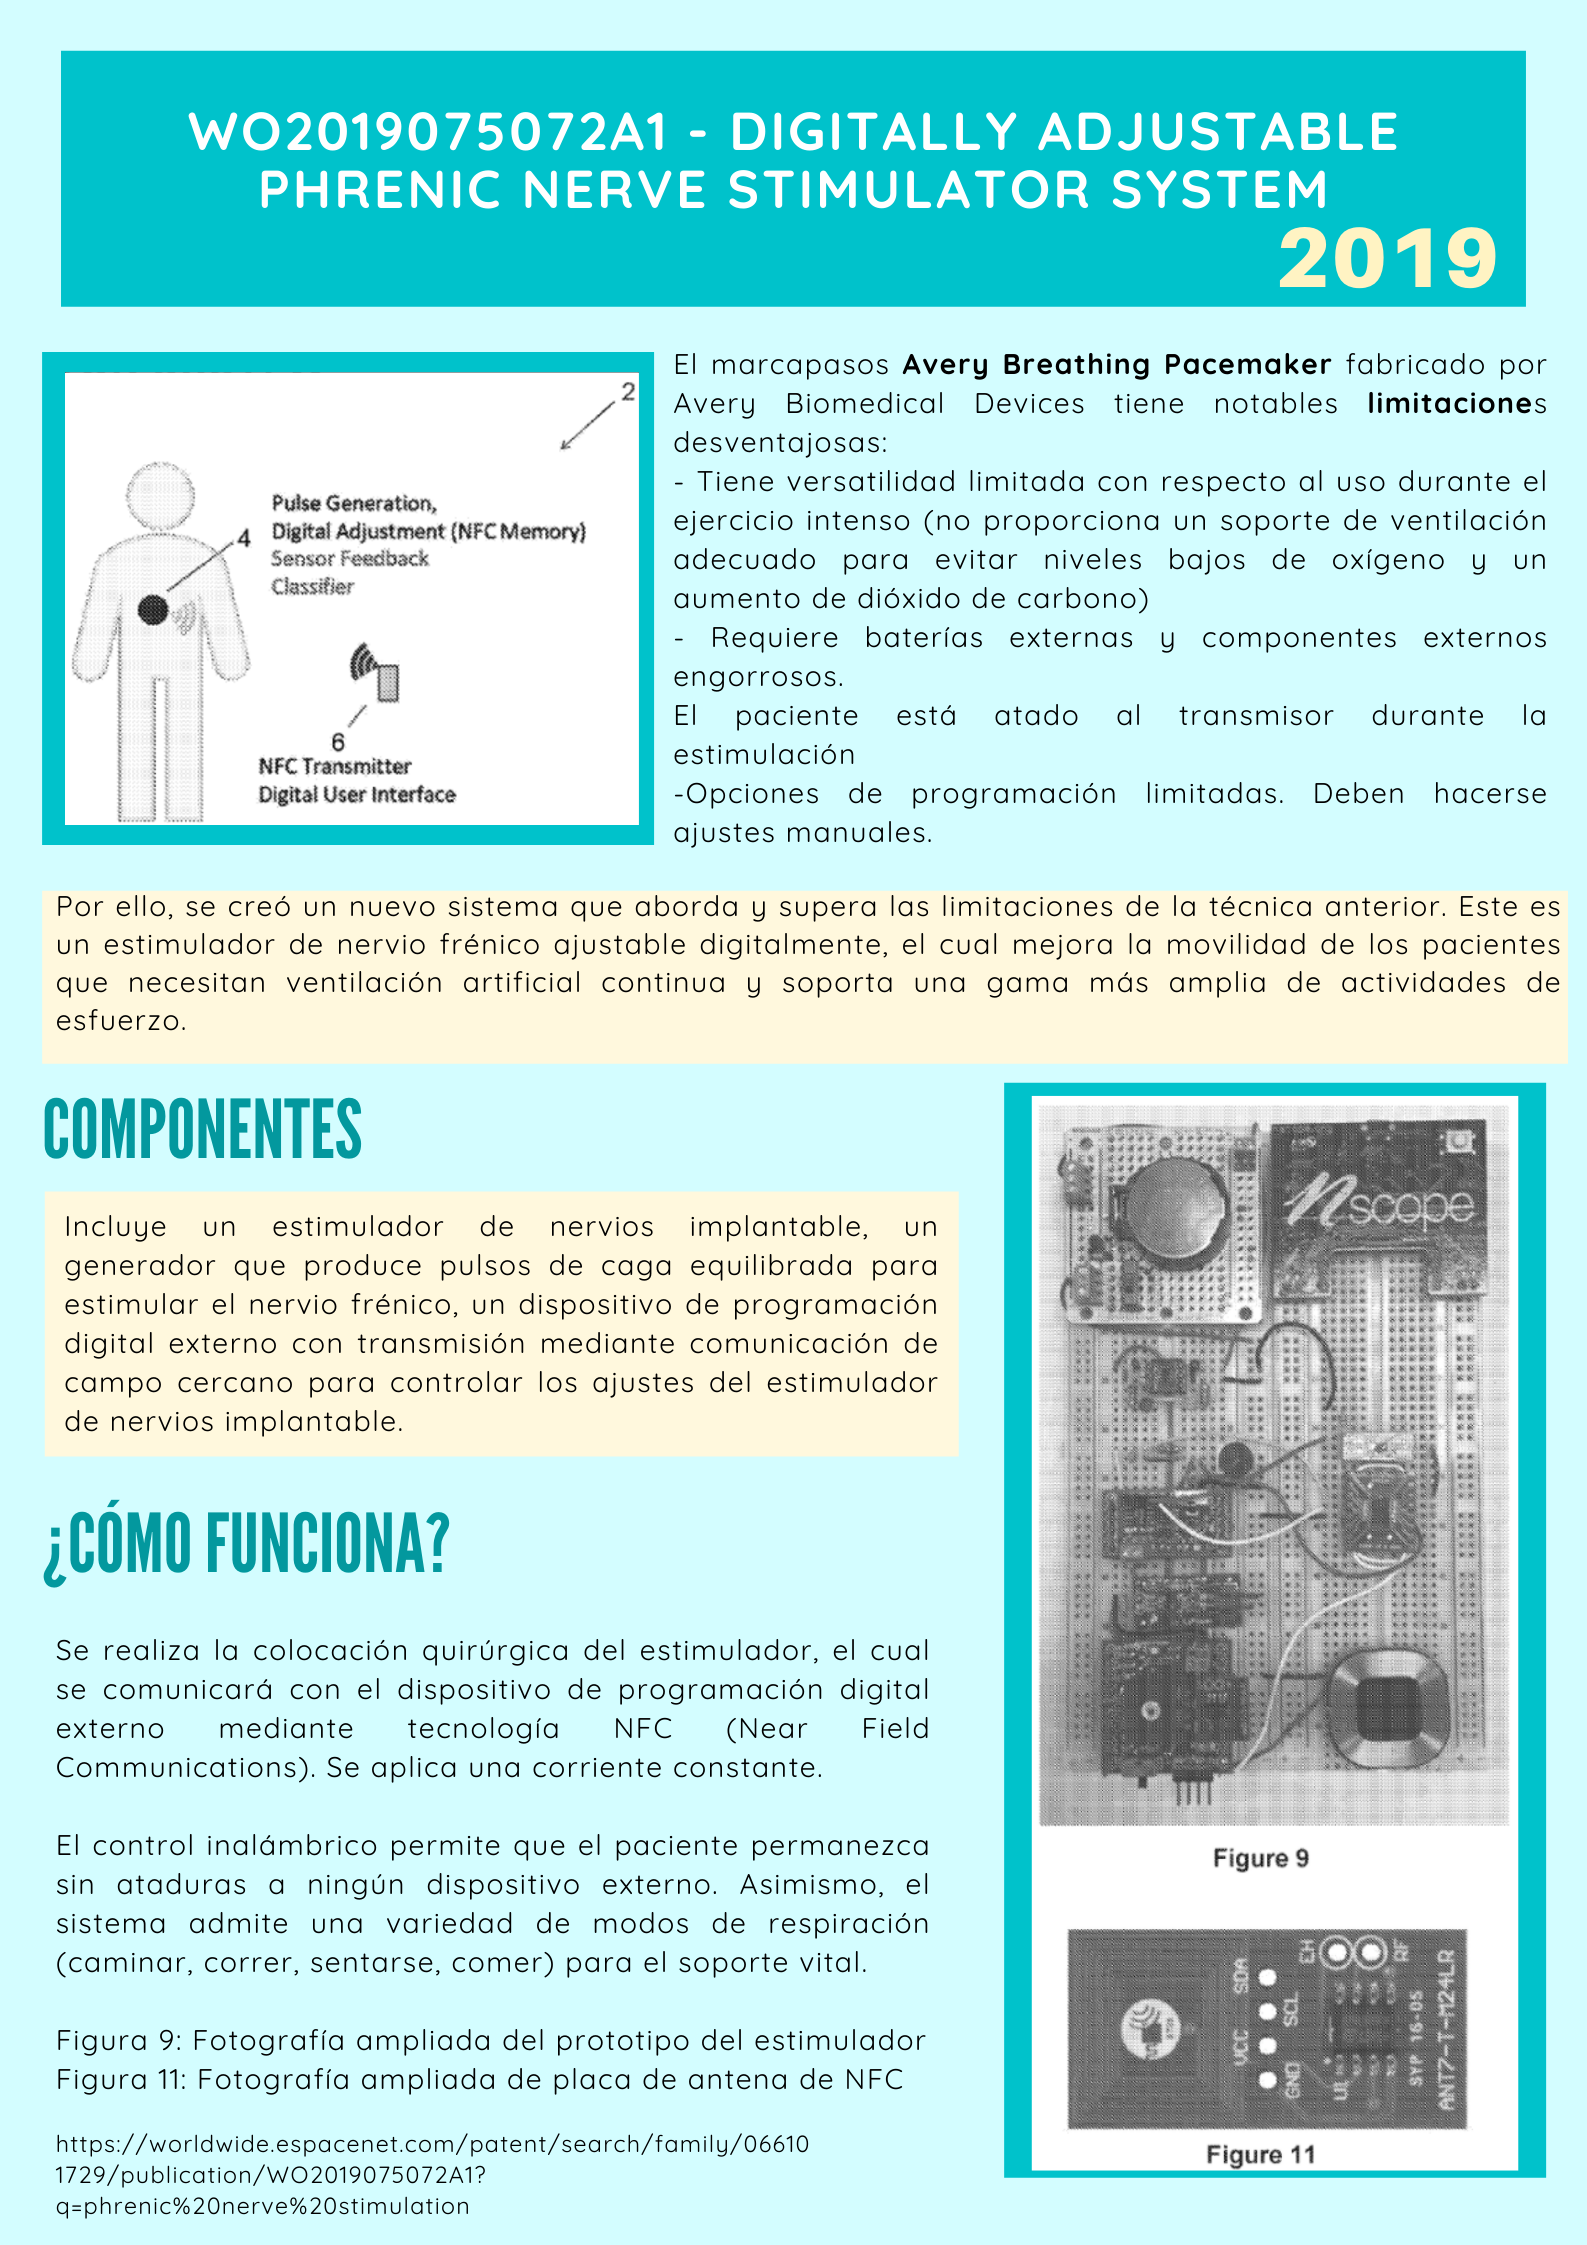 WO2019075072A1 - DIGITALLY ADJUSTABLE
PHRENIC NERVE STIMULATOR SYSTEM
2019
2
Pulse Generation,
4
Digital Adjustment (NFC Memory)
Sensor Feedback
Classifier
6
NFC Transmitter
Digital User Interface
El marcapasos Avery Breathing Pacemaker fabricado por
Avery Biomedical Devices tiene notables limitaciones
desventajosas:
- Tiene versatilidad limitada con respecto al uso durante el
ejercicio intenso (no proporciona un soporte de ventilación
adecuado para evitar niveles bajos de oxígeno y un
aumento de dióxido de carbono)
- Requiere baterías externas y componentes externos
engorrosos.
El paciente está atado al transmisor durante la
estimulación
-Opciones de programación limitadas. Deben hacerse
ajustes manuales.
Por ello, se creó un nuevo sistema que aborda y supera las limitaciones de la técnica anterior. Este es
un estimulador de nervio frénico ajustable digitalmente, el cual mejora la movilidad de los pacientes
que necesitan ventilación artificial continua y soporta una gama más amplia de actividades de
esfuerzo.
COMPONENTES
Incluye un estimulador de nervios implantable, un
generador que produce pulsos de caga equilibrada para
estimular el nervio frénico, un dispositivo de programación
digital externo con transmisión mediante comunicación de
campo cercano para controlar los ajustes del estimulador
de nervios implantable.
¿CÓMO FUNCIONA?
Se realiza la colocación quirúrgica del estimulador, el cual
se comunicará con el dispositivo de programación digital
externo mediante tecnología NFC (Near Field
Communications). Se aplica una corriente constante.
El control inalámbrico permite que el paciente permanezca
sin ataduras a ningún dispositivo externo. Asimismo, el
sistema admite una variedad de modos de respiración
(caminar, correr, sentarse, comer) para el soporte vital.
Figura 9: Fotografía ampliada del prototipo del estimulador
Figura 11: Fotografía ampliada de placa de antena de NFC
https://worldwide.espacenet.com/patent/search/family/06610
1729/publication/WO2019075072A1?
q=phrenic%20nerve%20stimulation
nscope
Figure 9
EH
RF
SDA
SCL
VCC
GND
U1
SYP 16-05
ANT7-T-M24LR
Figure 11